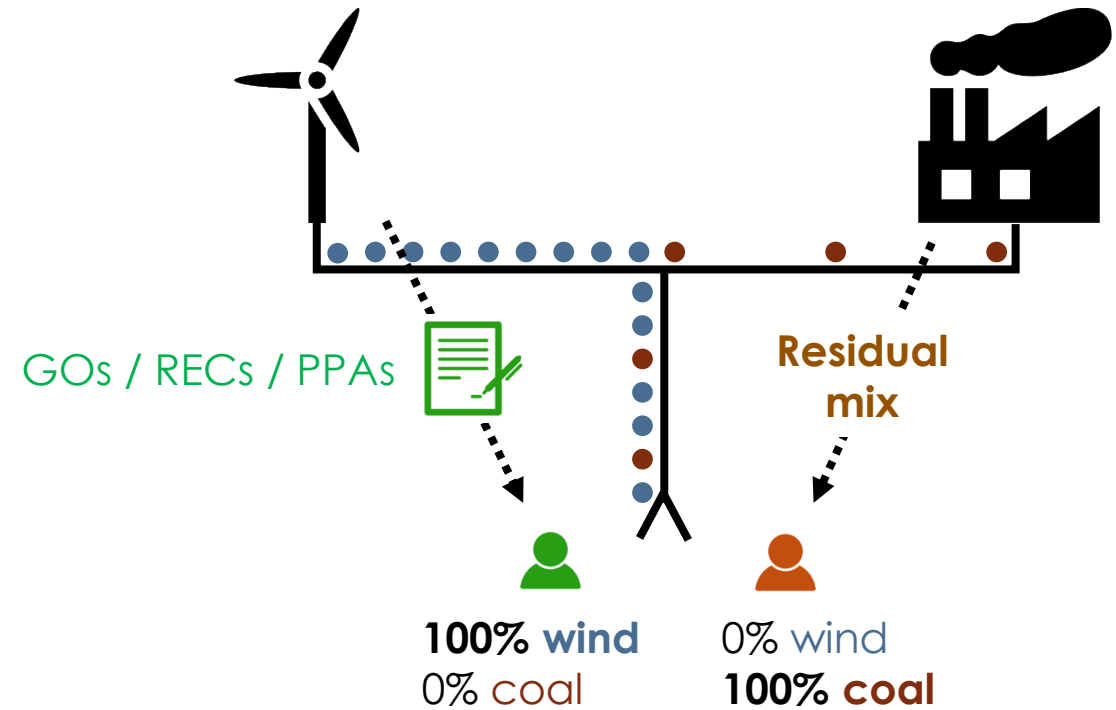 GOs / RECs / PPAs
Residual
mix
100% wind
0% coal
0% wind
100% coal